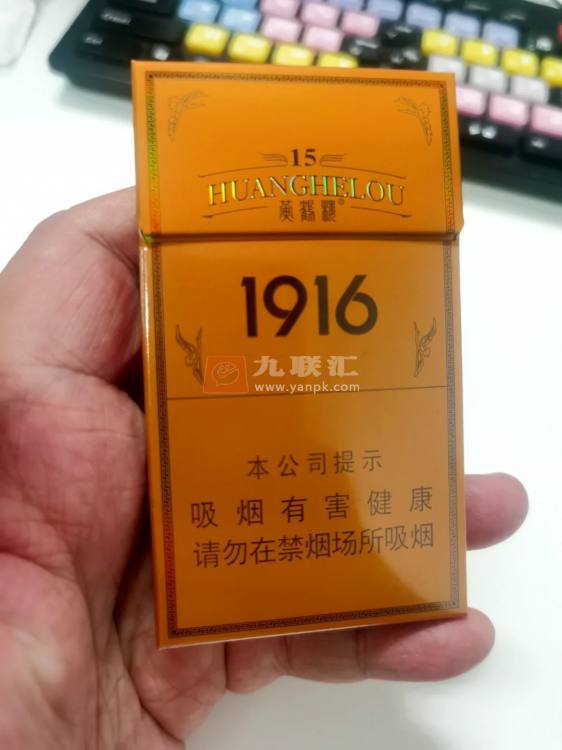 15
HUANGHELOU
黄鹤楼®
1916
九联汇
www.yanpk.com
本公司提示
吸烟有害健康
请勿在禁烟场所吸烟